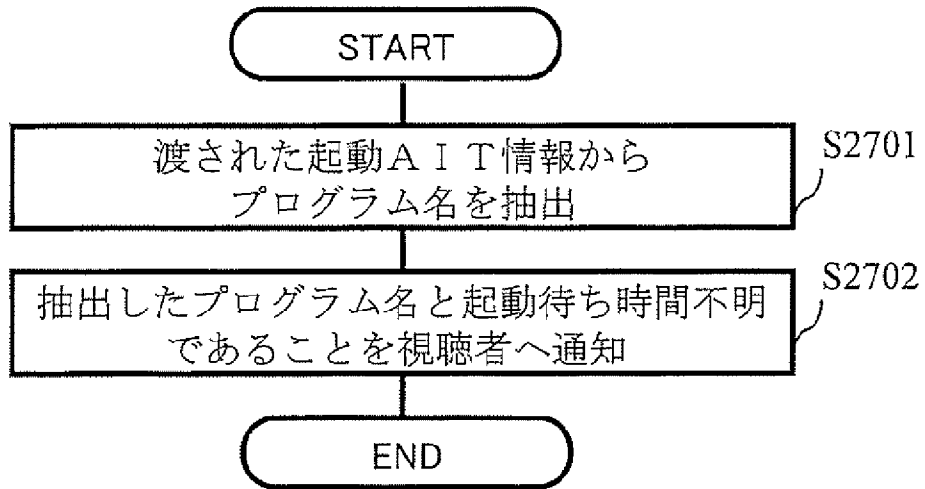 START
渡された起動ＡＩＴ情報から
プログラム名を抽出
S2701
抽出したプログラム名と起動待ち時間不明
であることを視聴者へ通知
S2702
END